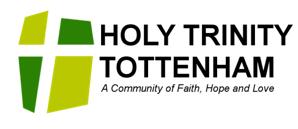 HOLY TRINITY
TOTTENHAM
A Community of Faith, Hope and Love